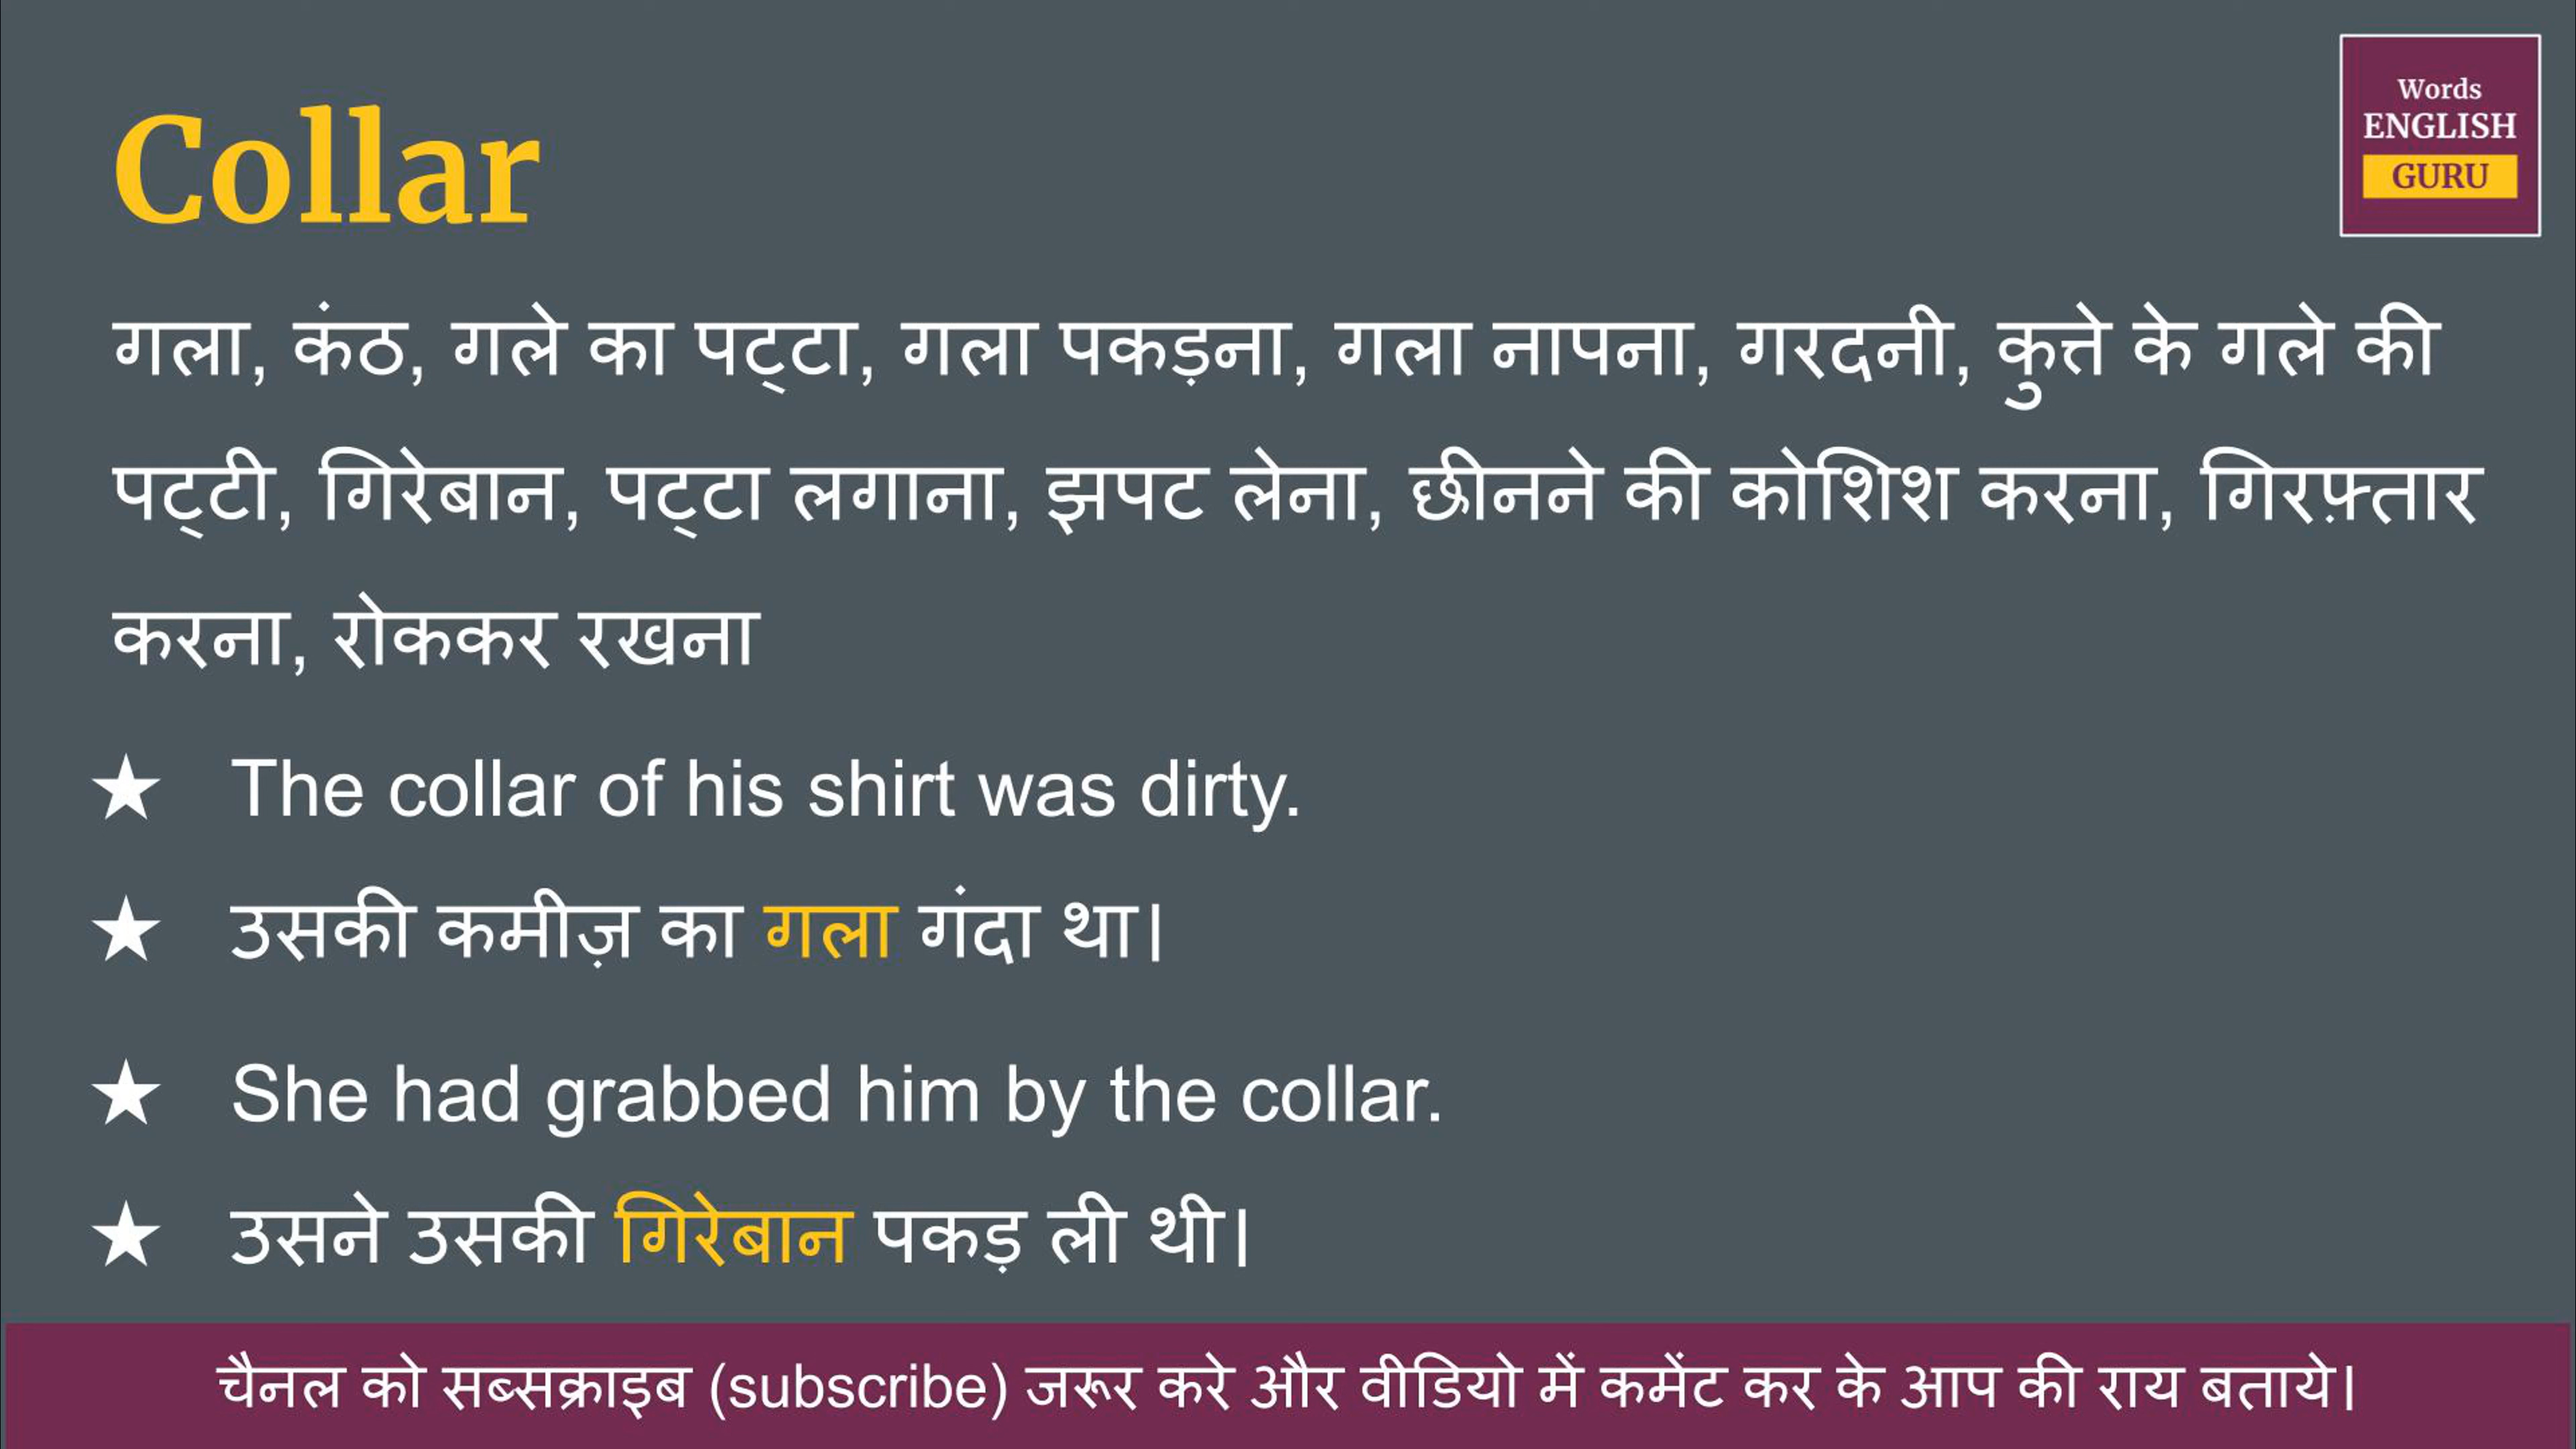 Collar
Words
ENGLISH
GURU
गला, कंठ, गले का पट्टा, गला पकड़ना, गला नापना, गरदनी, कुत्ते के गले की
पट्टी, गिरेबान, पट्टा लगाना, झपट लेना, छीनने की कोशिश करना, गिरफ़्तार
करना, रोककर रखना
★ The collar of his shirt was dirty.
★ उसकी कमीज़ का गला गंदा था।
★ She had grabbed him by the collar.
★ उसने उसकी गिरेबान पकड़ ली थी।
चैनल को सब्सक्राइब (subscribe) जरूर करे और वीडियो में कमेंट कर के आप की राय बताये।